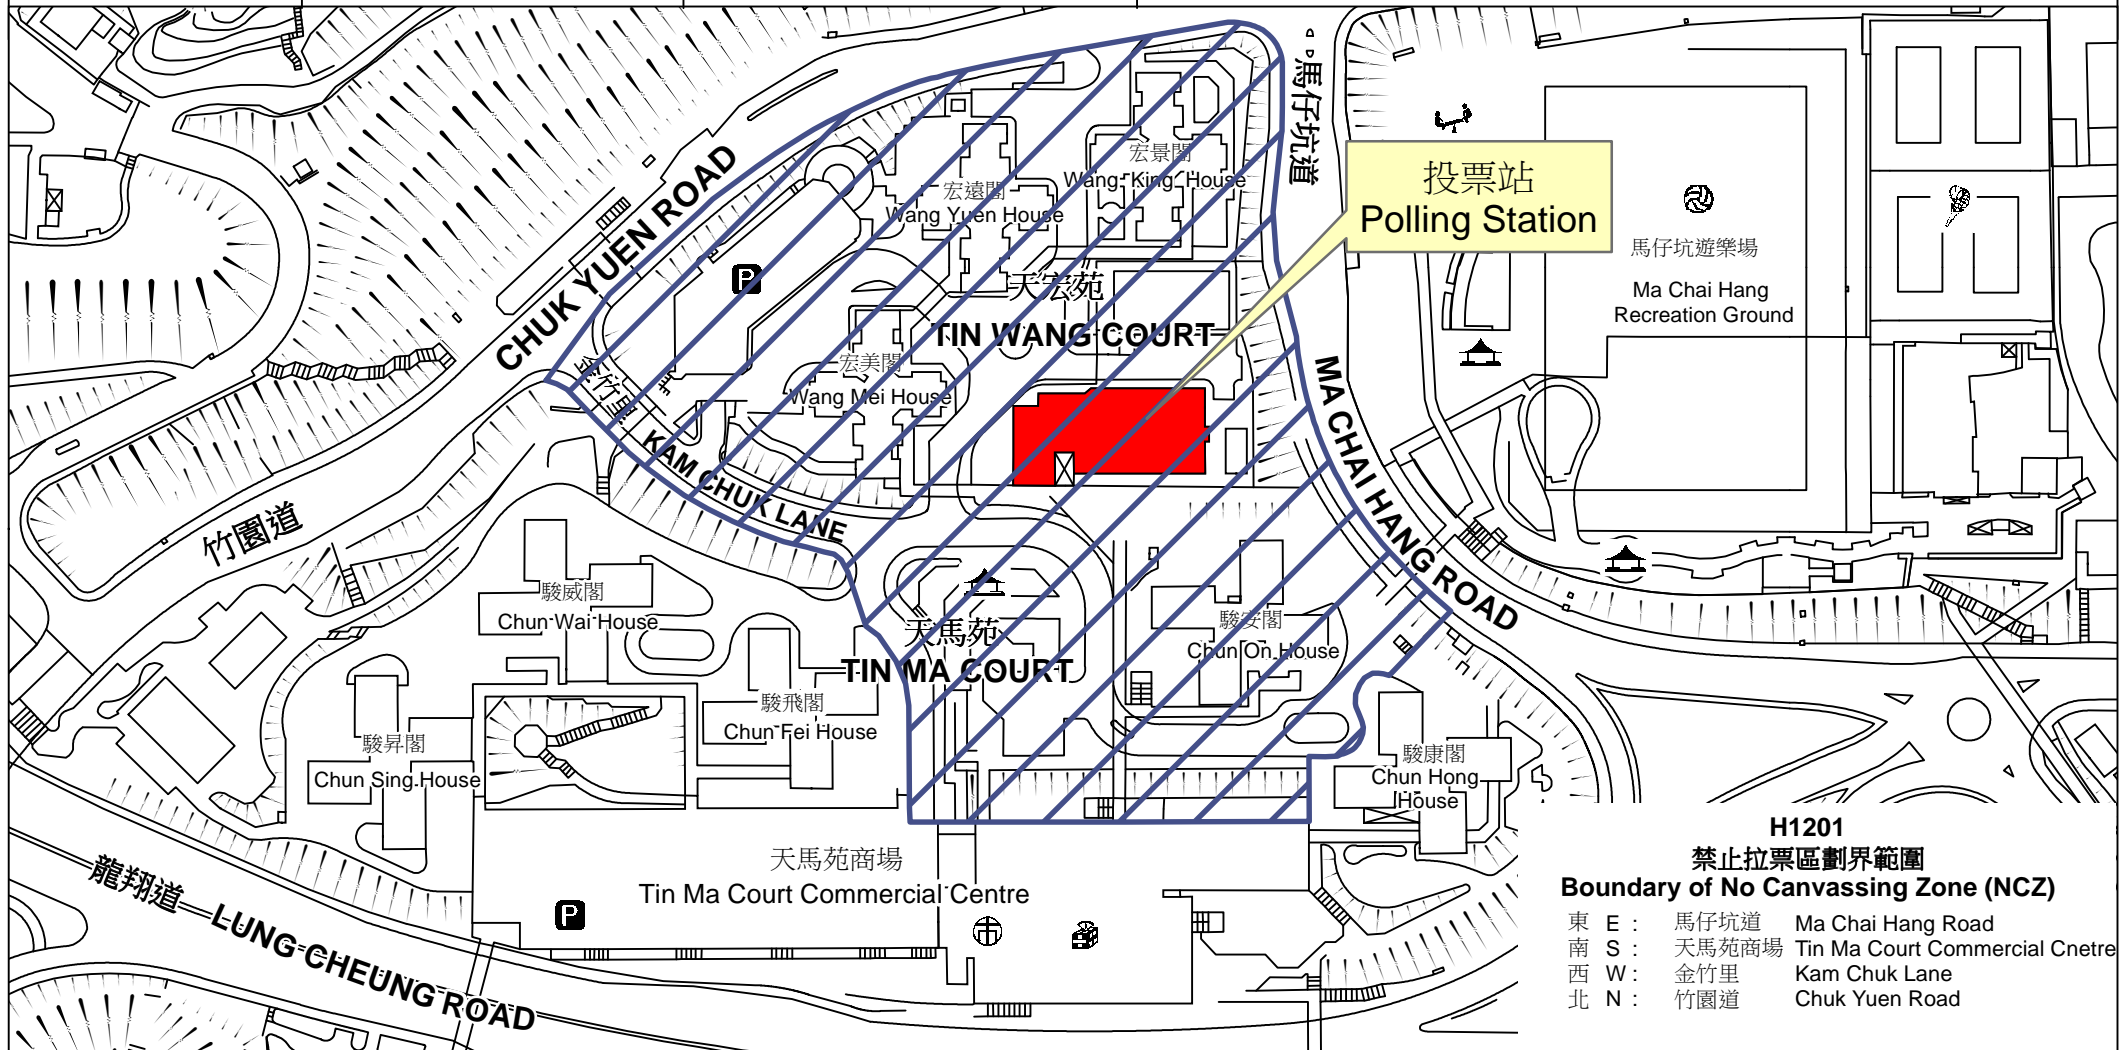 馬仔坑道
CHUK YUEN ROAD
宏景閣
Wang King House
宏遠閣
Wang Yuen House
投票站
Polling Station
馬仔坑遊樂場
Ma Chai Hang
Recreation Ground
P
天宏苑
TIN WANG COURT
宏美閣
Wang Mei House
金竹里
KAM CHUK LANE
MA CHAI HANG ROAD
竹園道
駿威閣
Chun Wai House
天馬苑
TIN MA COURT
駿安閣
Chun On House
駿飛閣
Chun Fei House
駿昇閣
Chun Sing House
駿康閣
Chun Hong
House
天馬苑商場
Tin Ma Court Commercial Centre
P
龍翔道 LUNG CHEUNG ROAD
H1201
禁止拉票區劃界範圍
Boundary of No Canvassing Zone (NCZ)
東 E : 馬仔坑道 Ma Chai Hang Road
南 S : 天馬苑商場 Tin Ma Court Commercial Cnetre
西 W : 金竹里 Kam Chuk Lane
北 N : 竹園道 Chuk Yuen Road